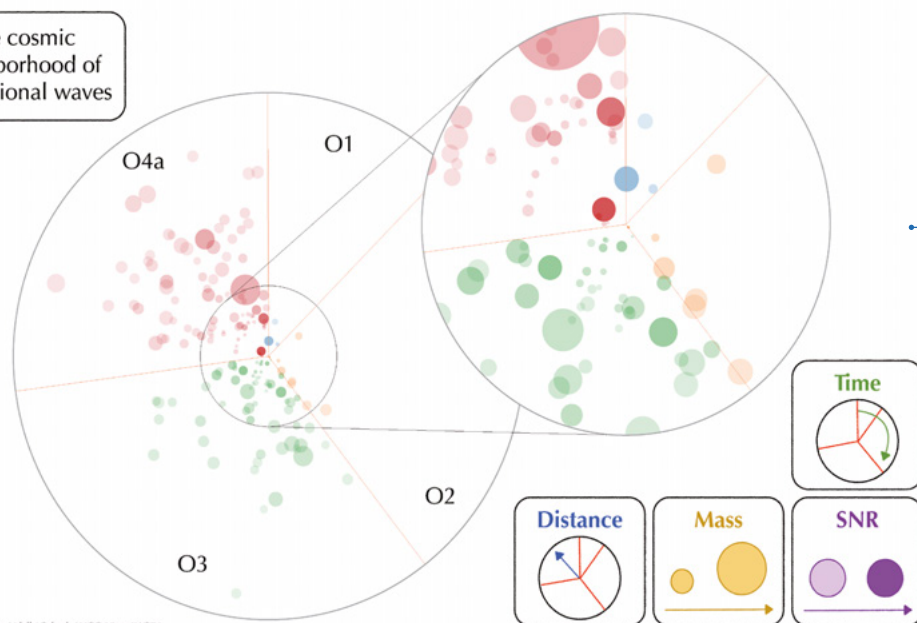 cosmic
borhood of
ional waves
O4a
O1
O2
O3
Time
Distance
Mass
SNR